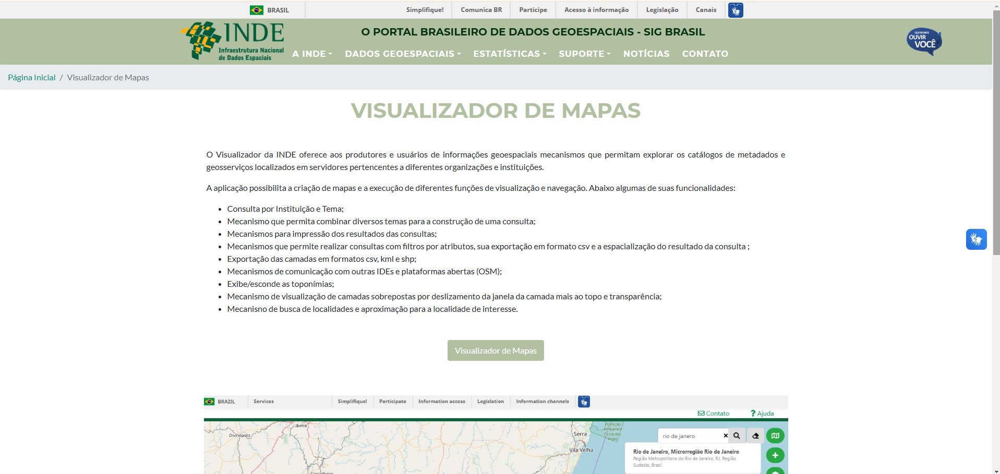 BRASIL
Simplifique!
Comunica BR
Participe
Acesso à informação
Legislação
Canais
INDE
Infraestrutura Nacional
de Dados Espaciais
O PORTAL BRASILEIRO DE DADOS GEOESPACIAIS - SIG BRASIL
A INDE
DADOS GEOESPACIAIS
ESTATÍSTICAS
SUPORTE
NOTÍCIAS
CONTATO
QUEREMOS
OUVIR
VOCÊ
Página Inicial / Visualizador de Mapas
VISUALIZADOR DE MAPAS
O Visualizador da INDE oferece aos produtores e usuários de informações geoespaciais mecanismos que permitam explorar os catálogos de metadados e
geosserviços localizados em servidores pertencentes a diferentes organizações e instituições.
A aplicação possibilita a criação de mapas e a execução de diferentes funções de visualização e navegação. Abaixo algumas de suas funcionalidades:
• Consulta por Instituição e Tema;
• Mecanismo que permita combinar diversos temas para a construção de uma consulta;
• Mecanismos para impressão dos resultados das consultas;
• Mecanismos que permite realizar consultas com filtros por atributos, sua exportação em formato csv e a espacialização do resultado da consulta ;
• Exportação das camadas em formatos csv, kml e shp;
• Mecanismos de comunicação com outras IDEs e plataformas abertas (OSM);
• Exibe/esconde as toponímias;
• Mecanismo de visualização de camadas sobrepostas por deslizamento da janela da camada mais ao topo e transparência;
• Mecanisno de busca de localidades e aproximação para a localidade de interesse.
Visualizador de Mapas
BRAZIL
Services
Simplifique!
Participate
Information access
Legislation
Information channels
Contato
? Ajuda
Ibirité
Divinópolis
Proteção
Ambiental
Costa das
Algas
Serra
Vila Velha
rio de janero
Rio de Janeiro, Microrregião Rio de Janeiro
Região Metropolitana do Rio de Janeiro, RJ, Região
Sudeste, Brasil